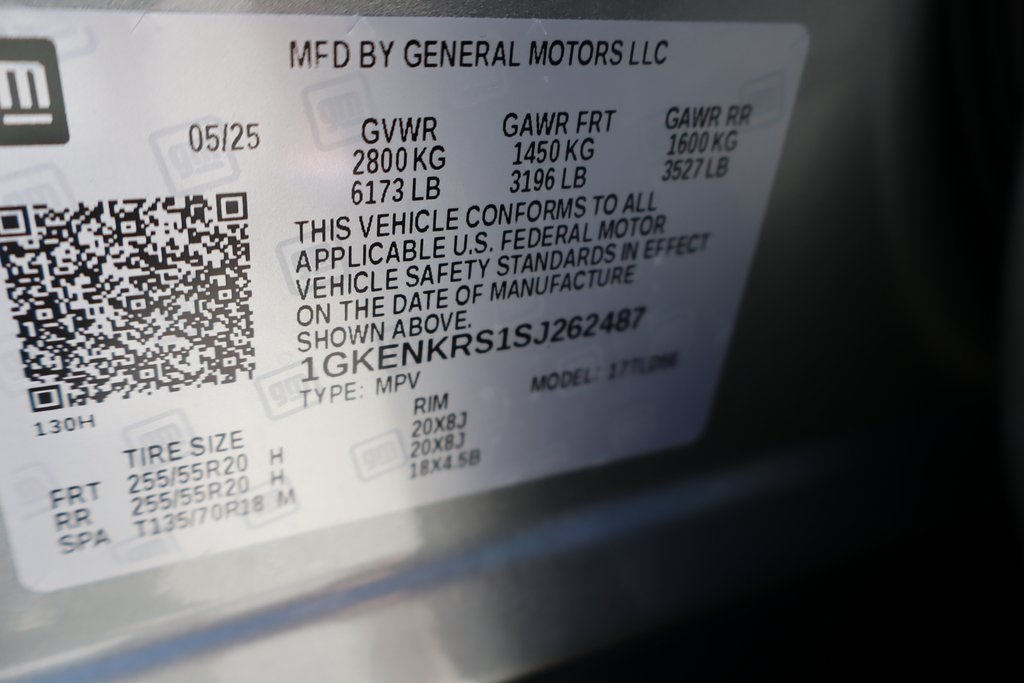 MFD BY GENERAL MOTORS LLC
05/25
GVWR GAWR FRT GAWR RR
2800 KG 1450 KG 1600 KG
6173 LB 3196 LB 3527 LB
THIS VEHICLE CONFORMS TO ALL
APPLICABLE U.S. FEDERAL MOTOR
VEHICLE SAFETY STANDARDS IN EFFECT
ON THE DATE OF MANUFACTURE
SHOWN ABOVE.
1GKENKRS1SJ262487
TYPE: MPV MODEL:
130H
TIRE SIZE RIM
FRT 255/55R20 H 20X8J
RR 255/55R20 H 20X8J
SPA T135/70R18 M 18X4.5B